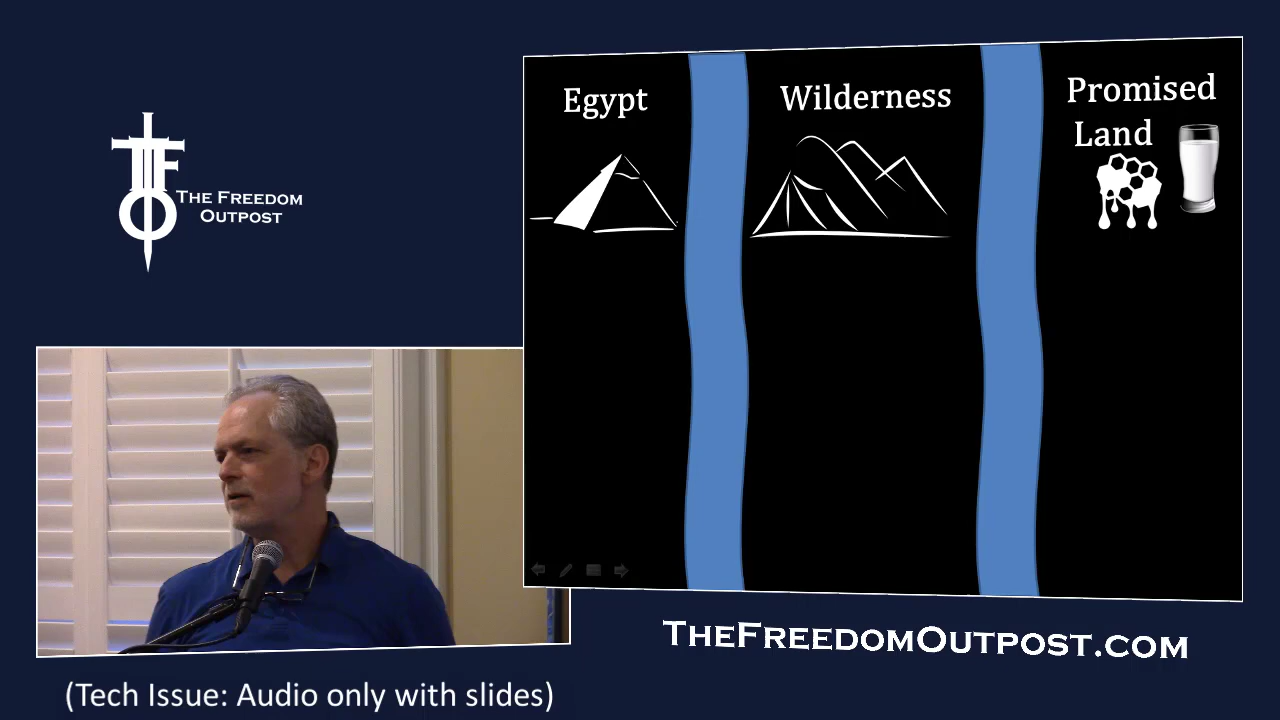 The Freedom
Outpost
Egypt
Wilderness
Promised
Land
TheFreedomOutpost.com
(Tech Issue: Audio only with slides)